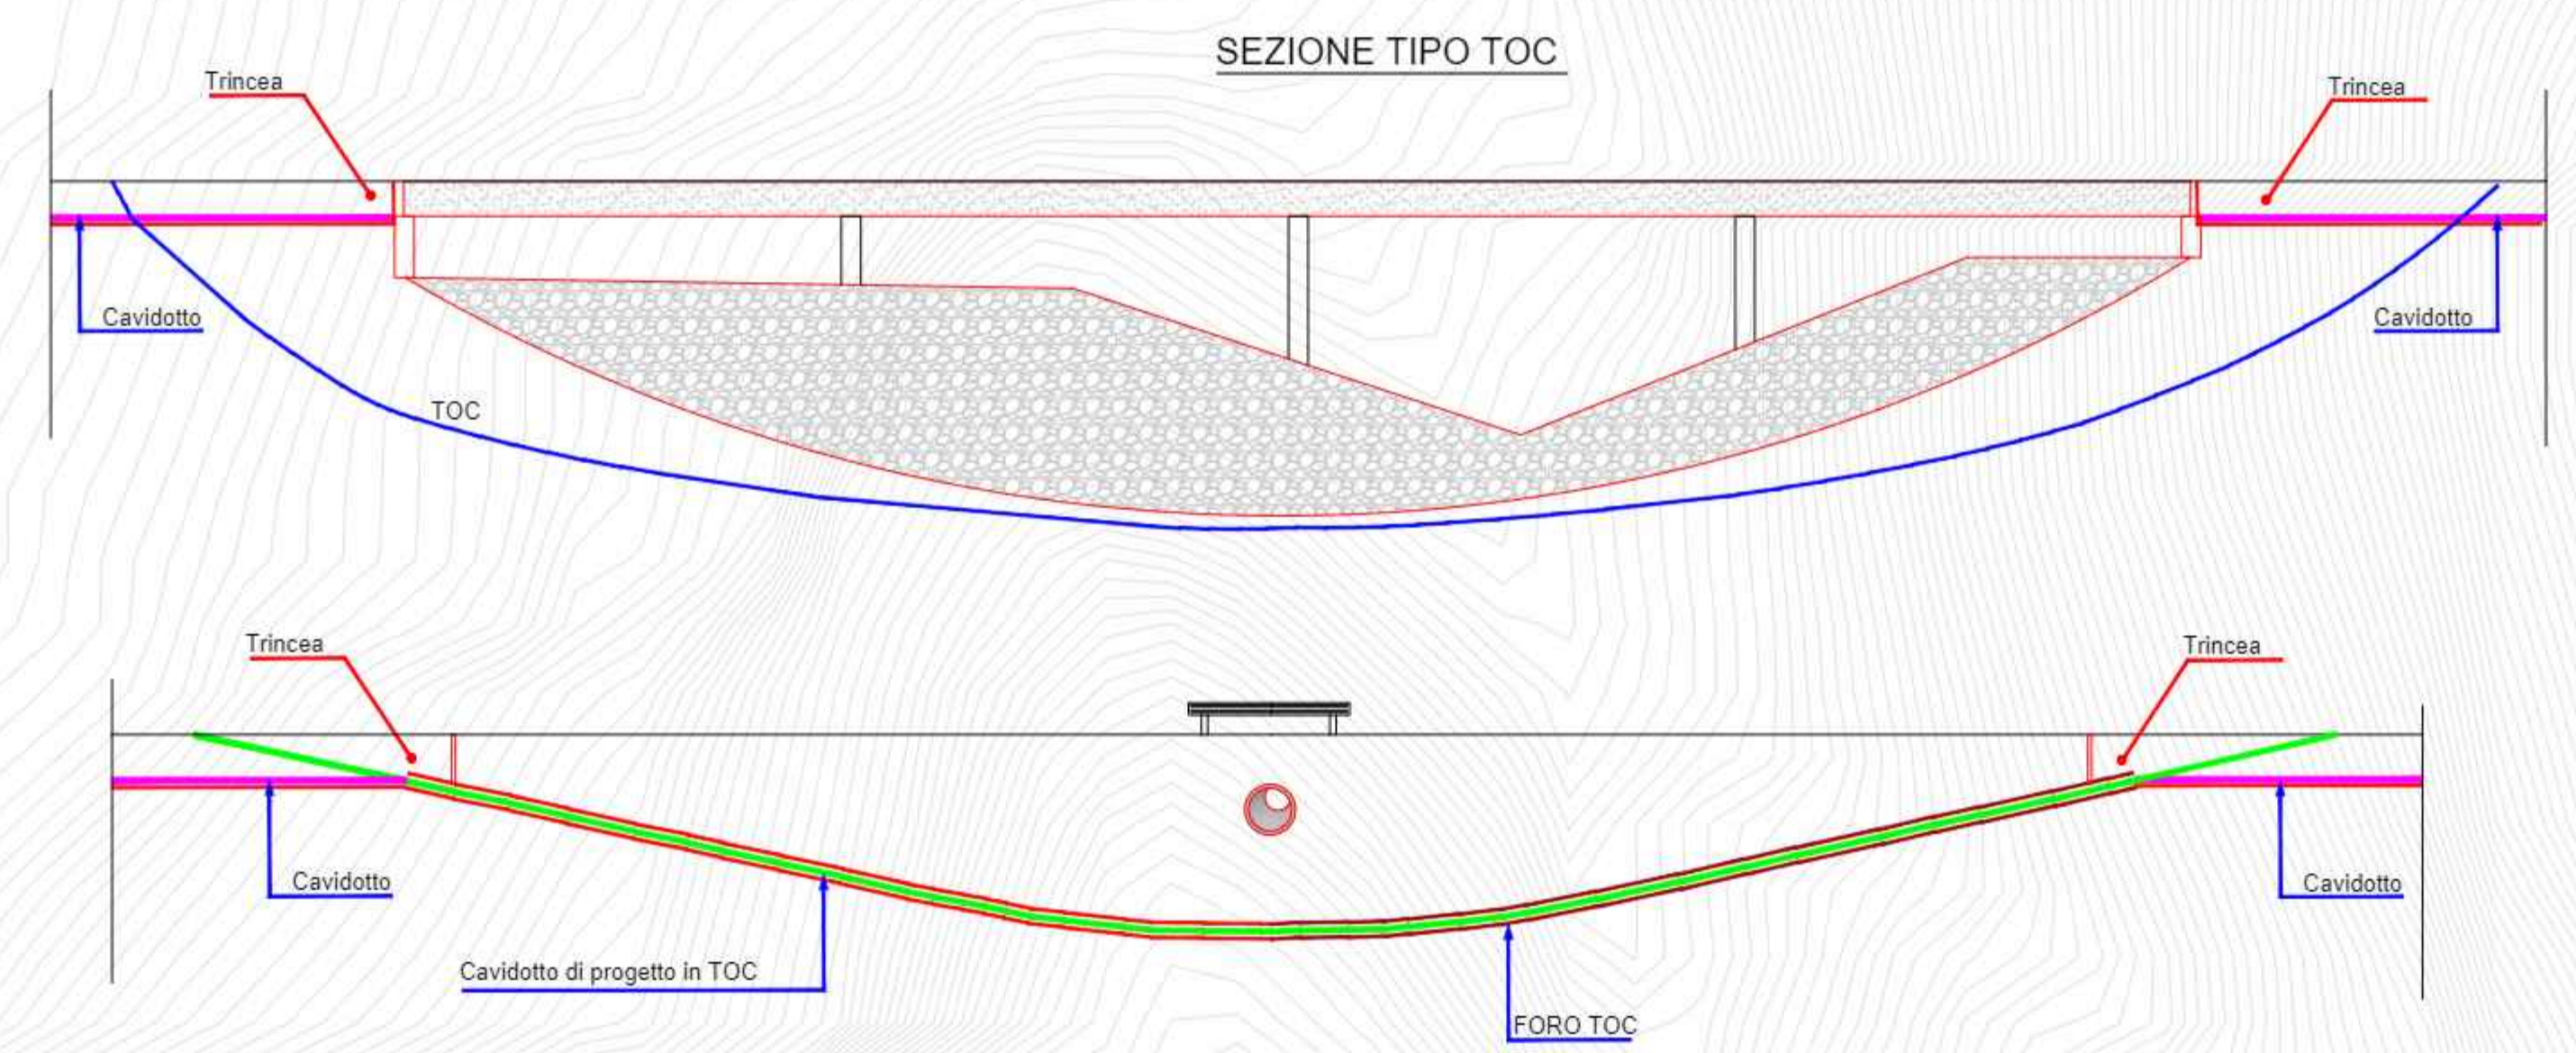 SEZIONE TIPO TOC
Trincea
Trincea
Cavidotto
Cavidotto
TOC
Trincea
Trincea
Cavidotto
Cavidotto
Cavidotto di progetto in TOC
FORO TOC